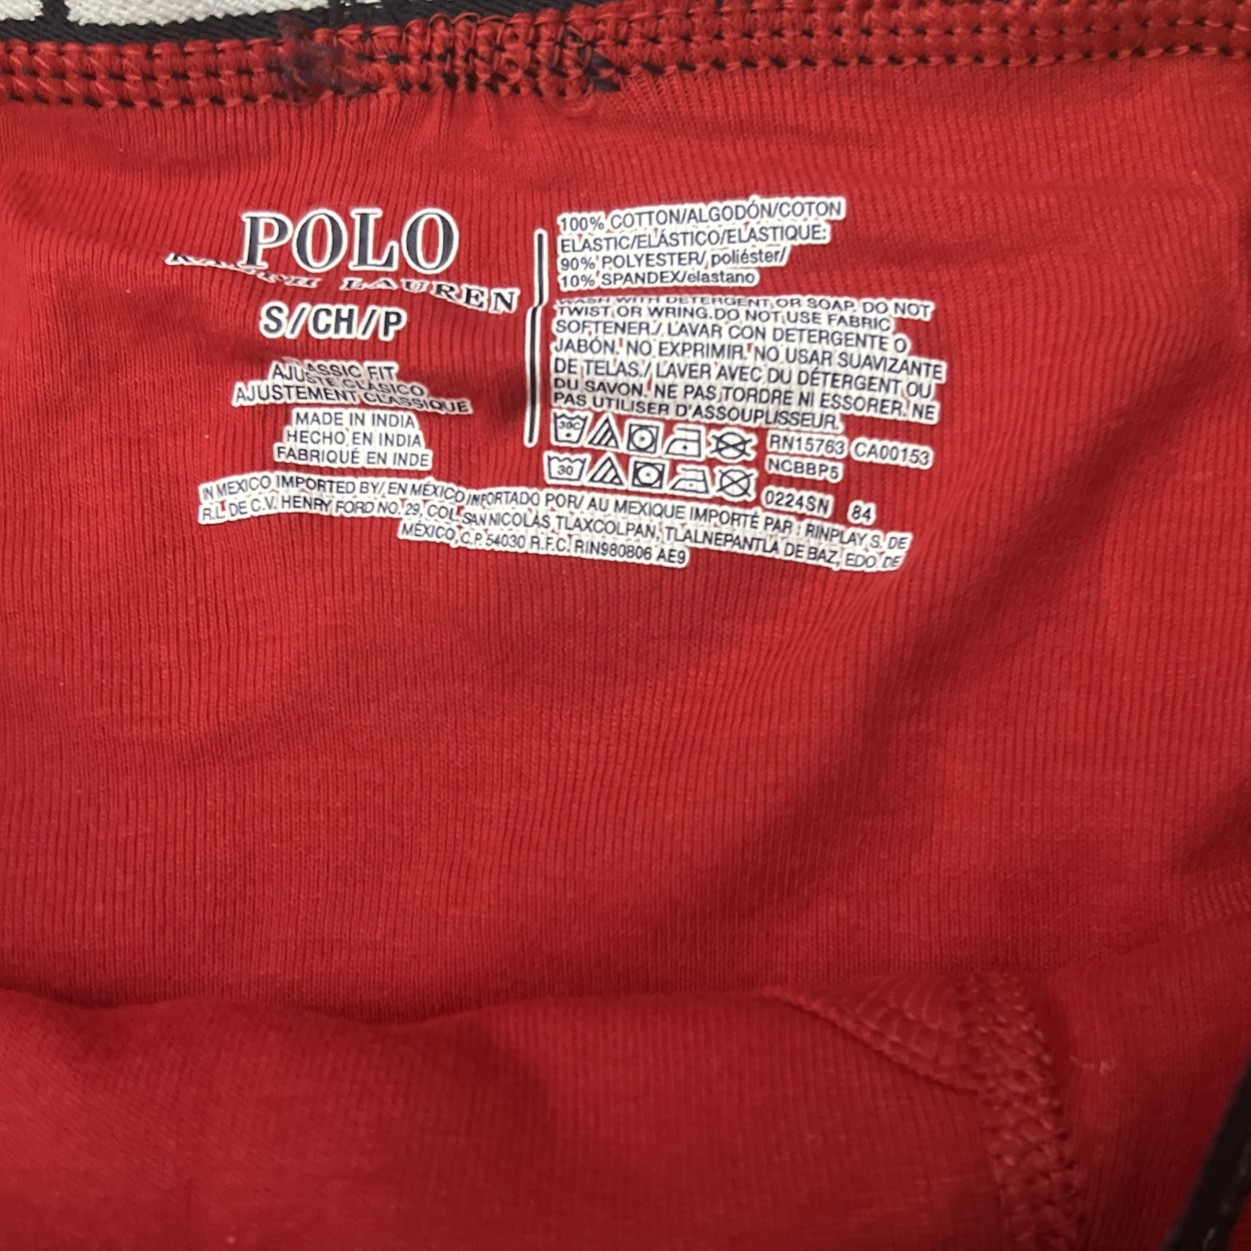 POLO
RALPH LAUREN
S/CH/P
CLASSIC FIT
AJUSTE CLÁSICO
AJUSTEMENT CLASSIQUE
MADE IN INDIA
HECHO EN INDIA
FABRIQUÉ EN INDE
100% COTTON/ALGODÓN/COTON
ELASTIC/ELÁSTICO/ELASTIQUE:
90% POLYESTER/ poliéster/
10% SPANDEX/elastano
WASH WITH DETERGENT OR SOAP. DO NOT
TWIST OR WRING. DO NOT USE FABRIC
SOFTENER./ LAVAR CON DETERGENTE O
JABÓN. NO EXPRIMIR. NO USAR SUAVIZANTE
DE TELAS./ LAVER AVEC DU DÉTERGENT OU
DU SAVON. NE PAS TORDRE NI ESSORER. NE
PAS UTILISER D'ASSOUPLISSEUR.
30C RN15763 CA00153
NCBBP5
30 0224SN 84
IN MEXICO IMPORTED BY/ EN MÉXICO IMPORTADO POR/ AU MEXIQUE IMPORTÉ PAR : RINPLAY S. DE
R.L. DE C.V. HENRY FORD NO. 29, COL. SAN NICOLÁS TLAXCOLPAN, TLALNEPANTLA DE BAZ, EDO. DE
MÉXICO, C.P. 54030 R.F.C. RIN980806 AE9